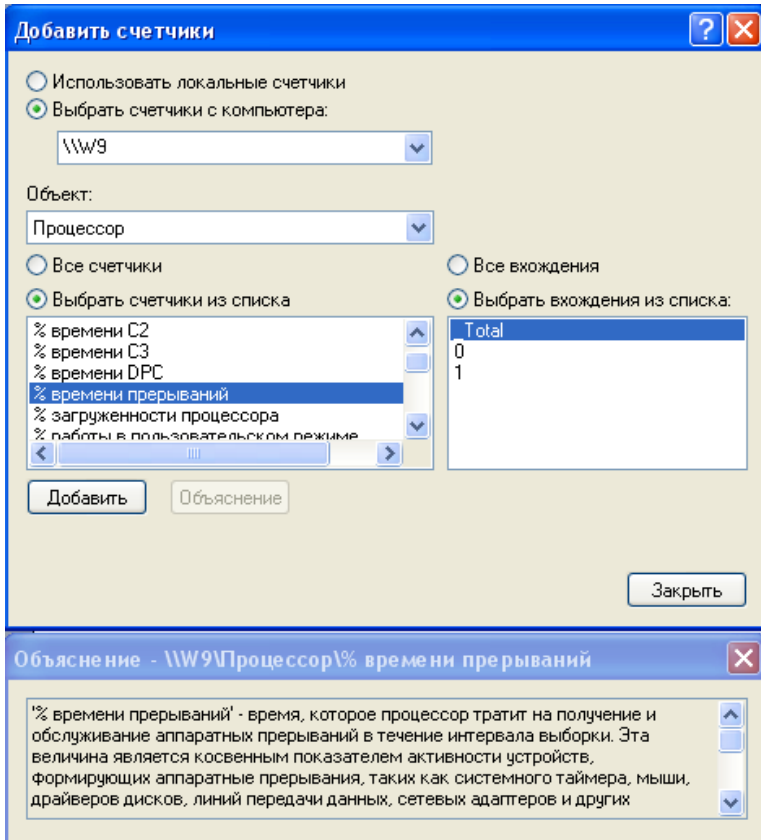 Добавить счетчики
Использовать локальные счетчики
Выбрать счетчики с компьютера:
\\W9
Объект:
Процессор
Все счетчики
Все вхождения
Выбрать счетчики из списка
Выбрать вхождения из списка:
% времени C2
% времени C3
% времени DPC
% времени прерываний
% загруженности процессора
% работы в пользовательском режиме
_Total
0
1
Добавить
Объяснение
Закрыть
Объяснение - \\W9\Процессор\% времени прерываний
'% времени прерываний' - время, которое процессор тратит на получение и
обслуживание аппаратных прерываний в течение интервала выборки. Эта
величина является косвенным показателем активности устройств,
формирующих аппаратные прерывания, таких как системного таймера, мыши,
драйверов дисков, линий передачи данных, сетевых адаптеров и других